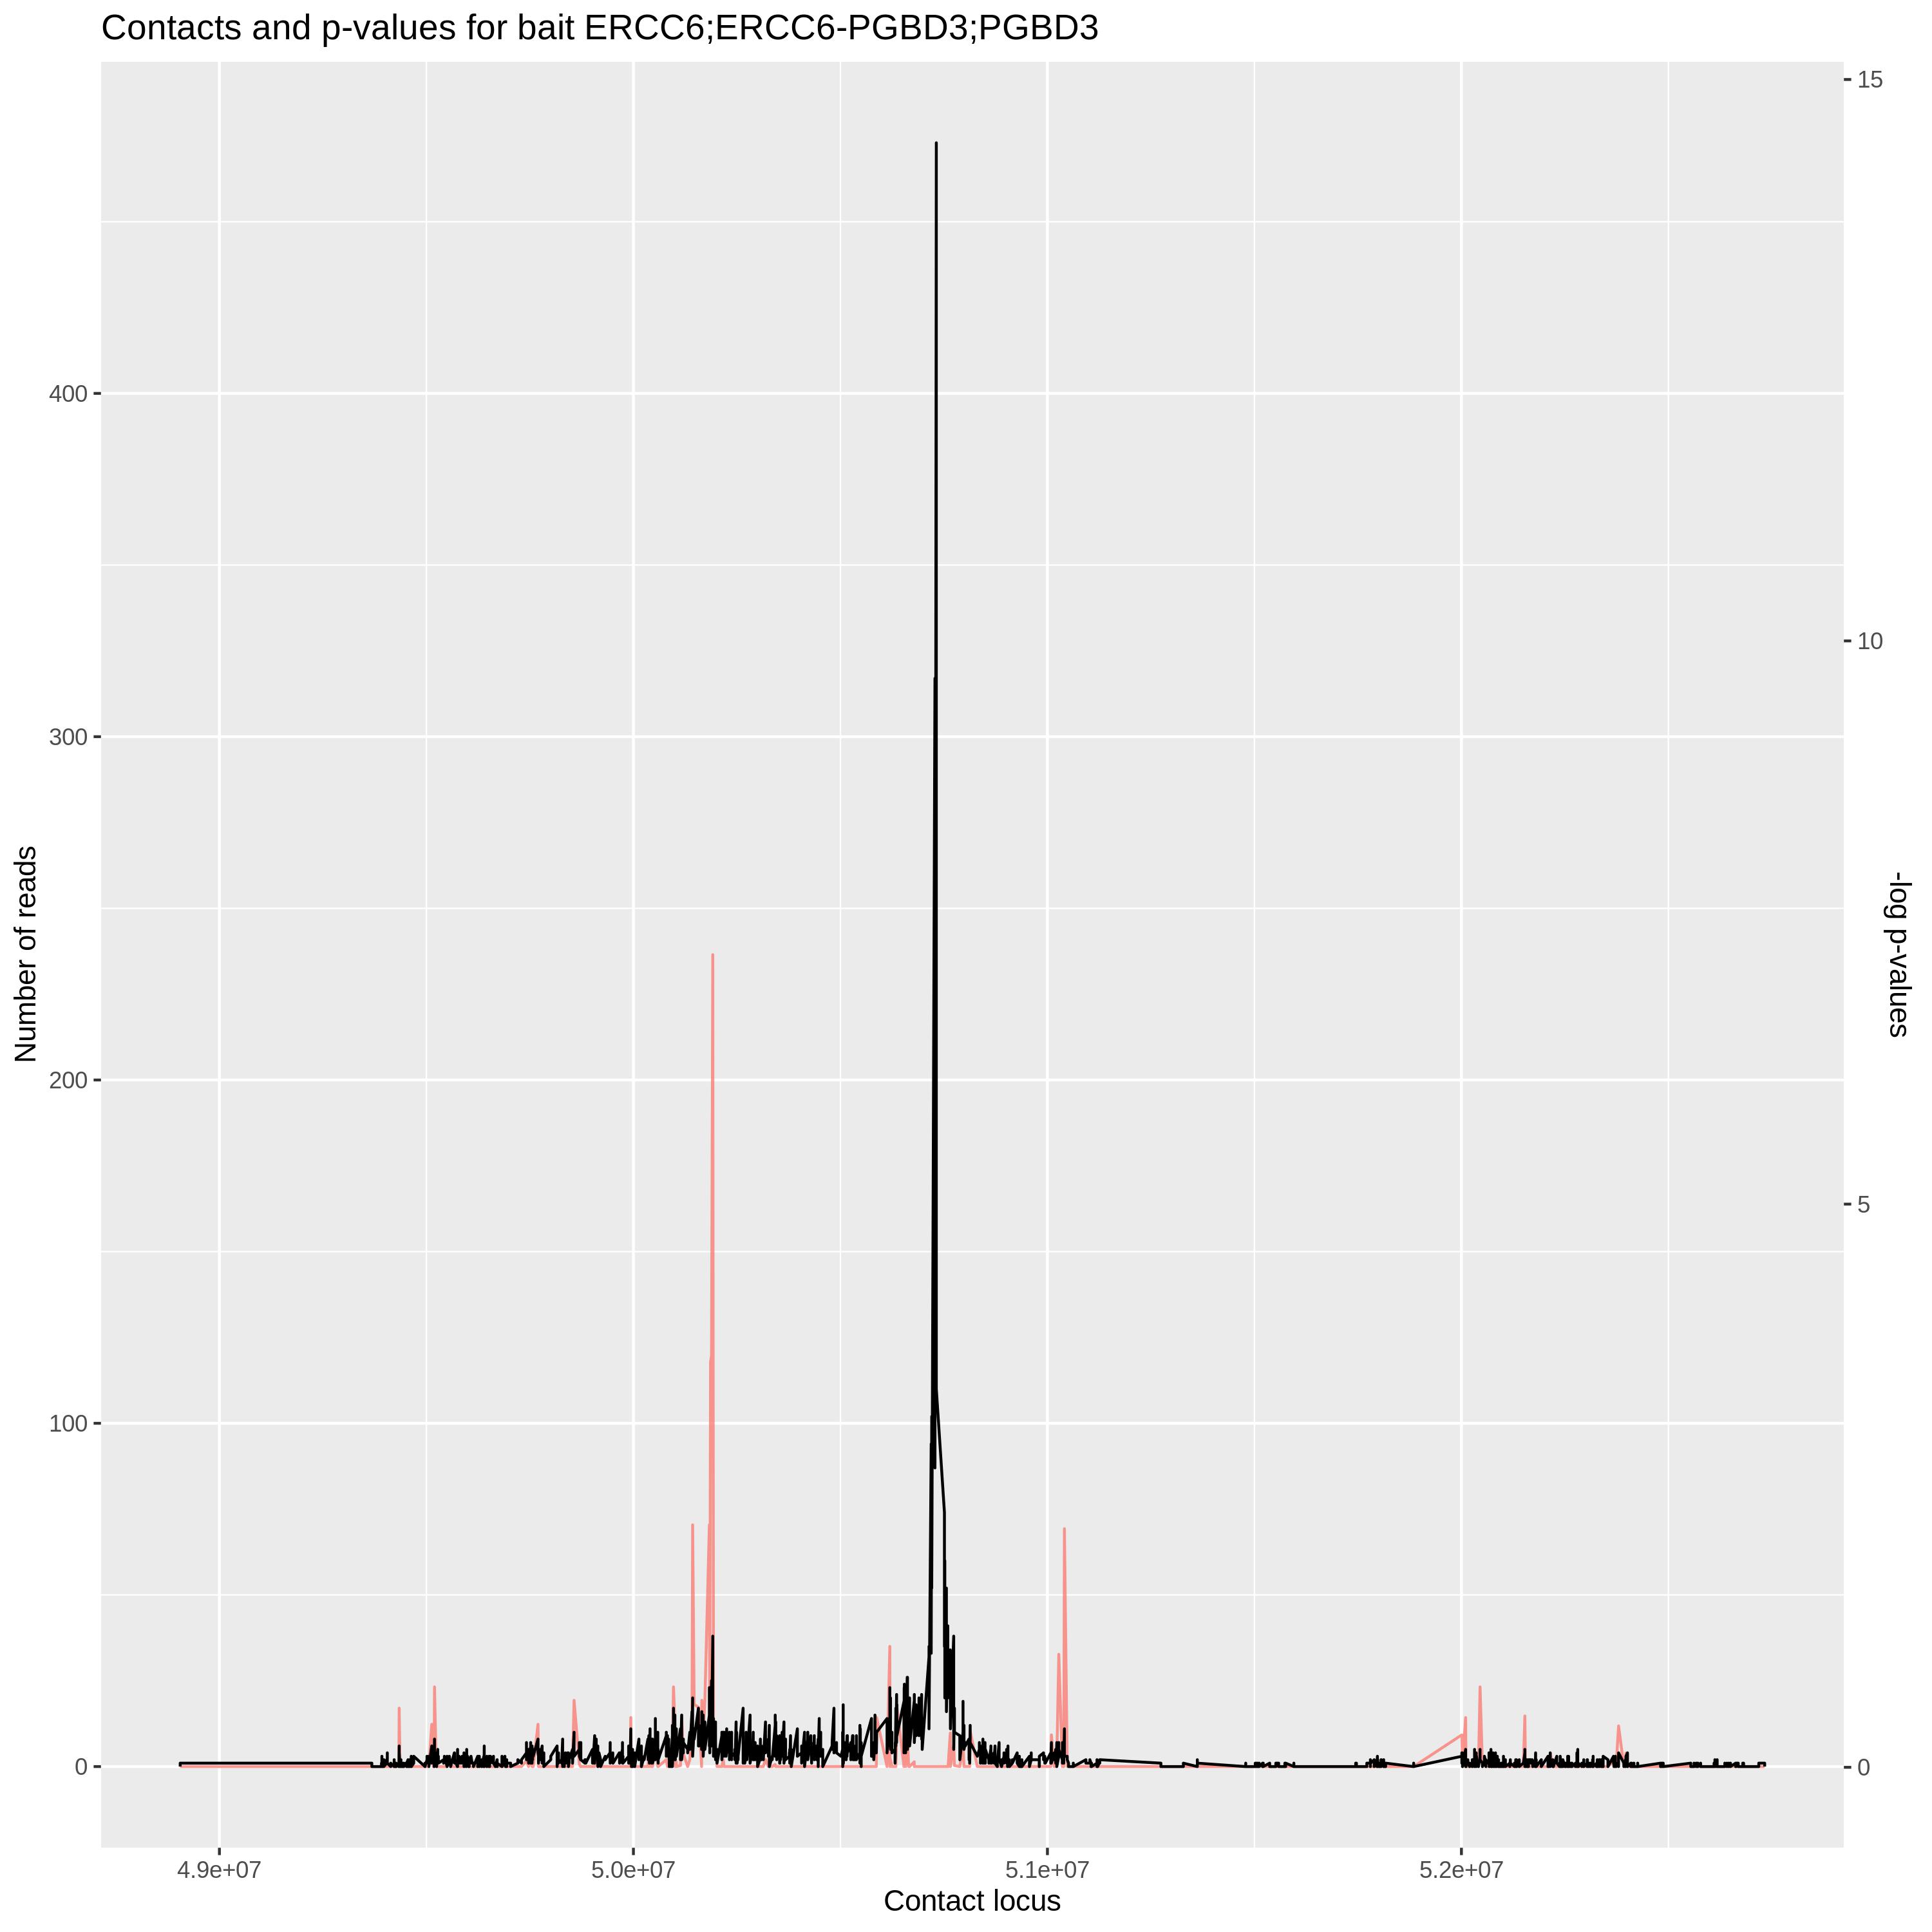 Contacts and p-values for bait ERCC6;ERCC6-PGBD3;PGBD3
15
400
10
300
Number of reads
-log p-values
200
5
100
0
0
4.9e+07
5.0e+07
5.1e+07
5.2e+07
Contact locus